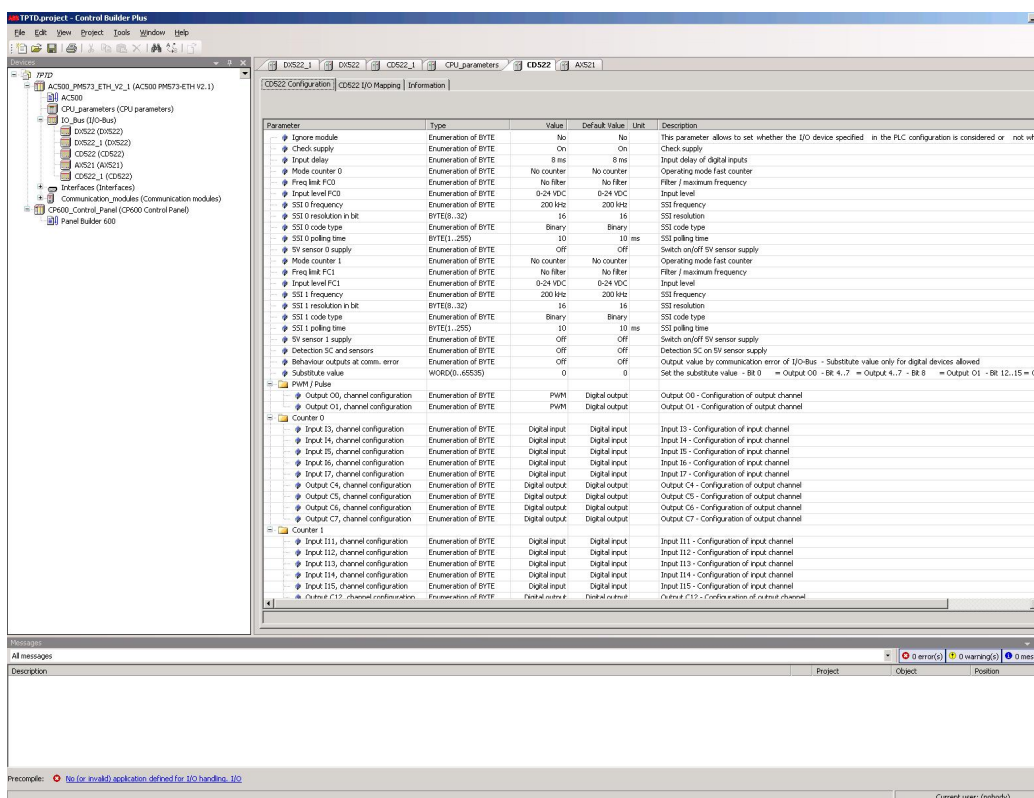 TPTD.project - Control Builder Plus
File Edit View Project Tools Window Help
Devices
TPTD
AC500_PM573_ETH_V2_1 (AC500 PM573-ETH V2.1)
AC500
CPU_parameters (CPU parameters)
IO_Bus (I/O-Bus)
DX522 (DX522)
DX522_1 (DX522)
CD522 (CD522)
AX521 (AX521)
CD522_1 (CD522)
Interfaces (Interfaces)
Communication_modules (Communication modules)
CP600_Control_Panel (CP600 Control Panel)
Panel Builder 600
DX522_1 DX522 CD522_1 CPU_parameters CD522 AX521
CD522 Configuration CD522 I/O Mapping Information
Parameter Type Value Default Value Unit Description
Ignore module Enumeration of BYTE No No This parameter allows to set whether the I/O device specified in the PLC configuration is considered or not wh
Check supply Enumeration of BYTE On On Check supply
Input delay Enumeration of BYTE 8 ms 8 ms Input delay of digital inputs
Mode counter 0 Enumeration of BYTE No counter No counter Operating mode fast counter
Freq limit FC0 Enumeration of BYTE No filter No filter Filter / maximum frequency
Input level FC0 Enumeration of BYTE 0-24 VDC 0-24 VDC Input level
SSI 0 frequency Enumeration of BYTE 200 kHz 200 kHz SSI frequency
SSI 0 resolution in bit BYTE(8..32) 16 16 SSI resolution
SSI 0 code type Enumeration of BYTE Binary Binary SSI code type
SSI 0 polling time BYTE(1..255) 10 10 ms SSI polling time
5V sensor 0 supply Enumeration of BYTE Off Off Switch on/off 5V sensor supply
Mode counter 1 Enumeration of BYTE No counter No counter Operating mode fast counter
Freq limit FC1 Enumeration of BYTE No filter No filter Filter / maximum frequency
Input level FC1 Enumeration of BYTE 0-24 VDC 0-24 VDC Input level
SSI 1 frequency Enumeration of BYTE 200 kHz 200 kHz SSI frequency
SSI 1 resolution in bit BYTE(8..32) 16 16 SSI resolution
SSI 1 code type Enumeration of BYTE Binary Binary SSI code type
SSI 1 polling time BYTE(1..255) 10 10 ms SSI polling time
5V sensor 1 supply Enumeration of BYTE Off Off Switch on/off 5V sensor supply
Detection SC and sensors Enumeration of BYTE Off Off Detection SC on 5V sensor supply
Behaviour outputs at comm. error Enumeration of BYTE Off Off Output value by communication error of I/O-Bus - Substitute value only for digital devices allowed
Substitute value WORD(0..65535) 0 0 Set the substitute value - Bit 0 = Output O0 - Bit 4..7 = Output 4..7 - Bit 8 = Output O1 - Bit 12..15 =
PWM / Pulse
Output O0, channel configuration Enumeration of BYTE PWM Digital output Output O0 - Configuration of output channel
Output O1, channel configuration Enumeration of BYTE PWM Digital output Output O1 - Configuration of output channel
Counter 0
Input I3, channel configuration Enumeration of BYTE Digital input Digital input Input I3 - Configuration of input channel
Input I4, channel configuration Enumeration of BYTE Digital input Digital input Input I4 - Configuration of input channel
Input I5, channel configuration Enumeration of BYTE Digital input Digital input Input I5 - Configuration of input channel
Input I6, channel configuration Enumeration of BYTE Digital input Digital input Input I6 - Configuration of input channel
Input I7, channel configuration Enumeration of BYTE Digital input Digital input Input I7 - Configuration of input channel
Output C4, channel configuration Enumeration of BYTE Digital output Digital output Output C4 - Configuration of output channel
Output C5, channel configuration Enumeration of BYTE Digital output Digital output Output C5 - Configuration of output channel
Output C6, channel configuration Enumeration of BYTE Digital output Digital output Output C6 - Configuration of output channel
Output C7, channel configuration Enumeration of BYTE Digital output Digital output Output C7 - Configuration of output channel
Counter 1
Input I11, channel configuration Enumeration of BYTE Digital input Digital input Input I11 - Configuration of input channel
Input I12, channel configuration Enumeration of BYTE Digital input Digital input Input I12 - Configuration of input channel
Input I13, channel configuration Enumeration of BYTE Digital input Digital input Input I13 - Configuration of input channel
Input I14, channel configuration Enumeration of BYTE Digital input Digital input Input I14 - Configuration of input channel
Input I15, channel configuration Enumeration of BYTE Digital input Digital input Input I15 - Configuration of input channel
Output C12, channel configuration Enumeration of BYTE Digital output Digital output Output C12 - Configuration of output channel
Messages
All messages 0 error(s) 0 warning(s) 0 mes
Description Project Object Position
Precompile: No (or invalid) application defined for I/O handling. I/O
Current user: (nobody)